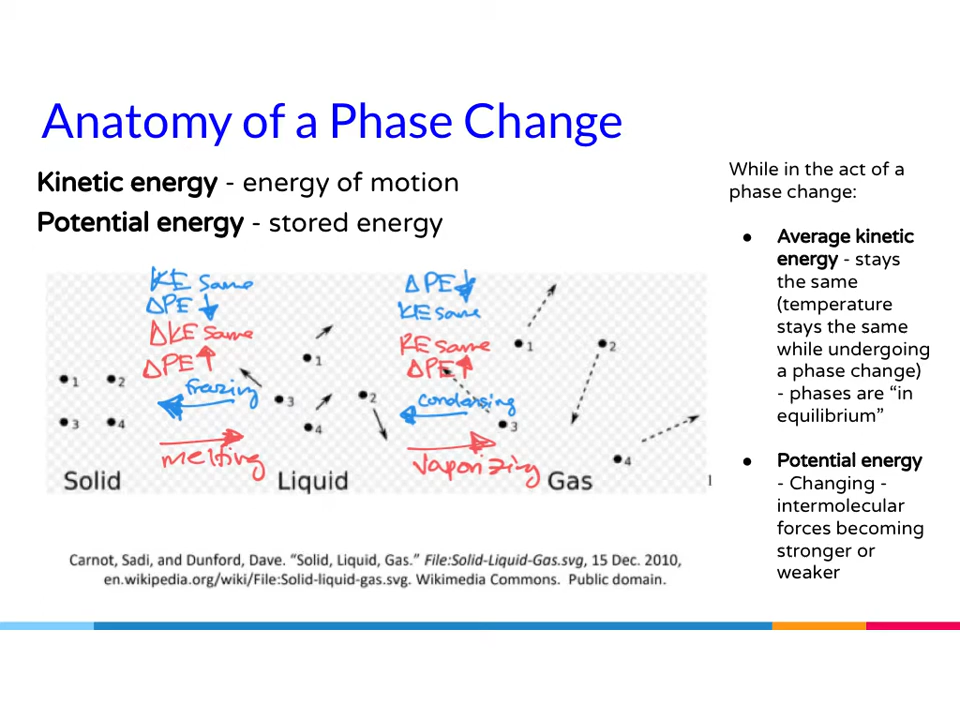 Anatomy of a Phase Change
Kinetic energy - energy of motion
Potential energy - stored energy
KE same
ΔPE ↓
ΔKE same
ΔPE ↑
frezing
melting
ΔPE ↓
KE same
KE same
ΔPE ↑
condensing
vaporizing
1
2
3
4
Solid
1
2
3
4
Liquid
1
2
3
4
Gas
Carnot, Sadi, and Dunford, Dave. “Solid, Liquid, Gas.” File:Solid-Liquid-Gas.svg, 15 Dec. 2010,
en.wikipedia.org/wiki/File:Solid-liquid-gas.svg. Wikimedia Commons. Public domain.
While in the act of a
phase change:
● Average kinetic
energy - stays
the same
(temperature
stays the same
while undergoing
a phase change)
- phases are “in
equilibrium”
● Potential energy
- Changing -
intermolecular
forces becoming
stronger or
weaker